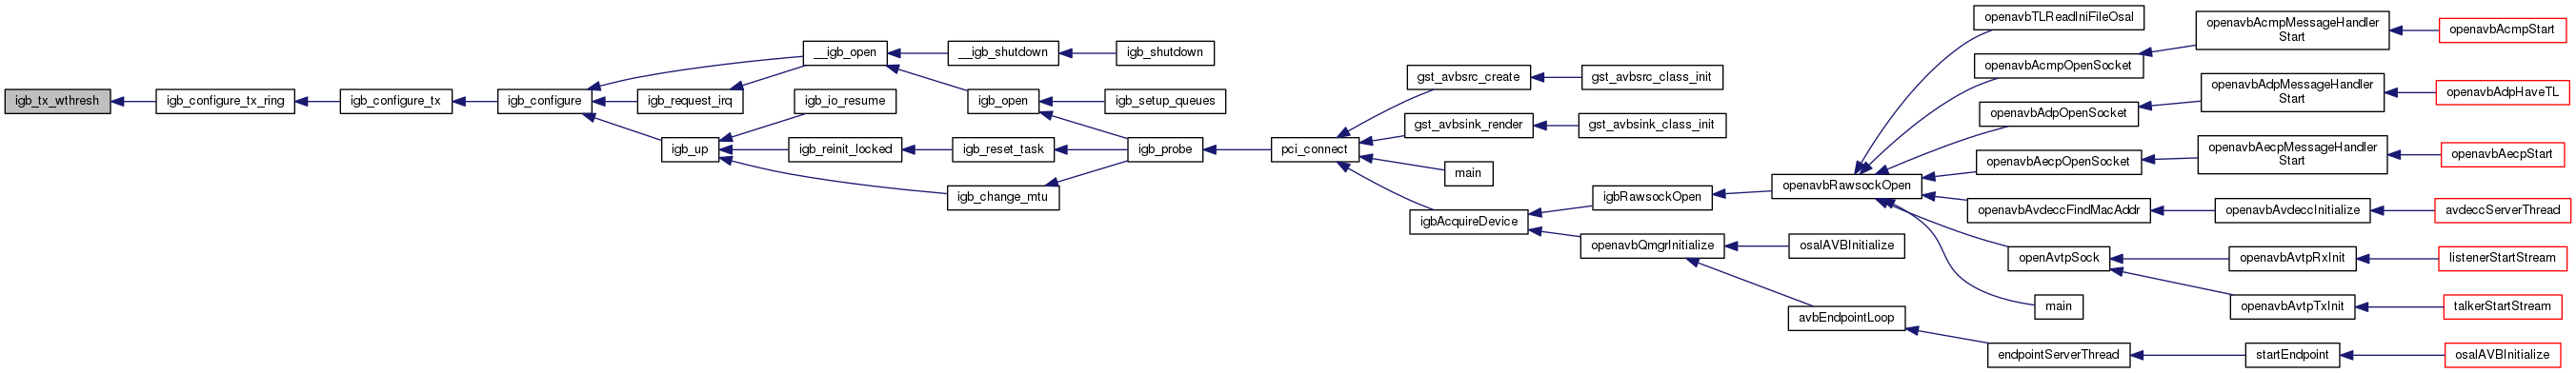 igb_tx_wthresh
igb_configure_tx_ring
igb_configure_tx
igb_configure
__igb_open
__igb_shutdown
igb_shutdown
igb_request_irq
igb_io_resume
igb_open
igb_setup_queues
igb_up
igb_reinit_locked
igb_reset_task
igb_probe
igb_change_mtu
pci_connect
gst_avbsrc_create
gst_avbsrc_class_init
gst_avbsink_render
gst_avbsink_class_init
main
igbAcquireDevice
igbRawsockOpen
openavbQmgrInitialize
osalAVBInitialize
avbEndpointLoop
endpointServerThread
startEndpoint
osalAVBInitialize
openavbRawsockOpen
openavbTLReadIniFileOsal
openavbAcmpOpenSocket
openavbAcmpMessageHandler
Start
openavbAcmpStart
openavbAdpOpenSocket
openavbAdpMessageHandler
Start
openavbAdpHaveTL
openavbAecpOpenSocket
openavbAecpMessageHandler
Start
openavbAecpStart
openavbAvdeccFindMacAddr
openavbAvdeccInitialize
avdeccServerThread
openAvtpSock
openavbAvtpRxInit
listenerStartStream
openavbAvtpTxInit
talkerStartStream
main